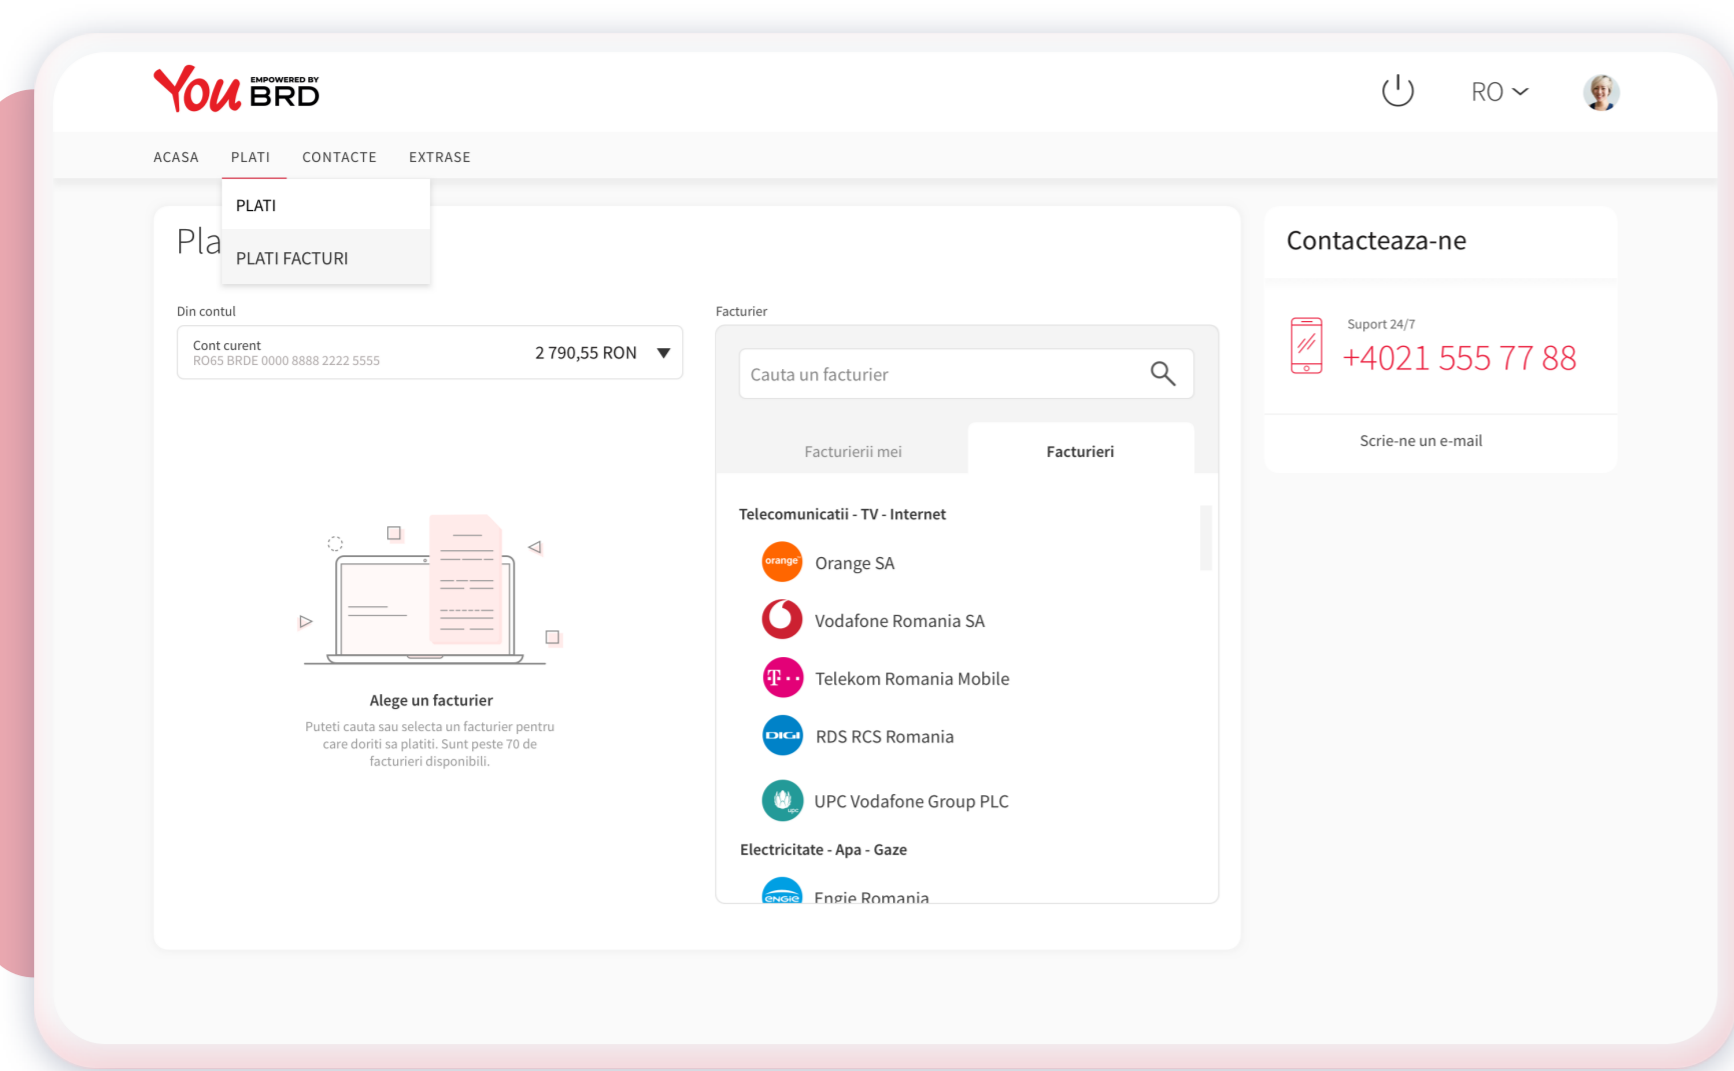 You EMPOWERED BY
BRD
RO
ACASA PLATI CONTACTE EXTRASE
PLATI
PLATI FACTURI
Pla
Din contul
Cont curent
RO65 BRDE 0000 8888 2222 5555
2 790,55 RON
Alege un facturier
Puteti cauta sau selecta un facturier pentru
care doriti sa platiti. Sunt peste 70 de
facturieri disponibili.
Facturier
Cauta un facturier
Facturierii mei Facturieri
Telecomunicatii - TV - Internet
orange Orange SA
Vodafone Romania SA
T Telekom Romania Mobile
DIGI RDS RCS Romania
upc UPC Vodafone Group PLC
Electricitate - Apa - Gaze
ENGIE Engie Romania
Contacteaza-ne
Suport 24/7
+4021 555 77 88
Scrie-ne un e-mail